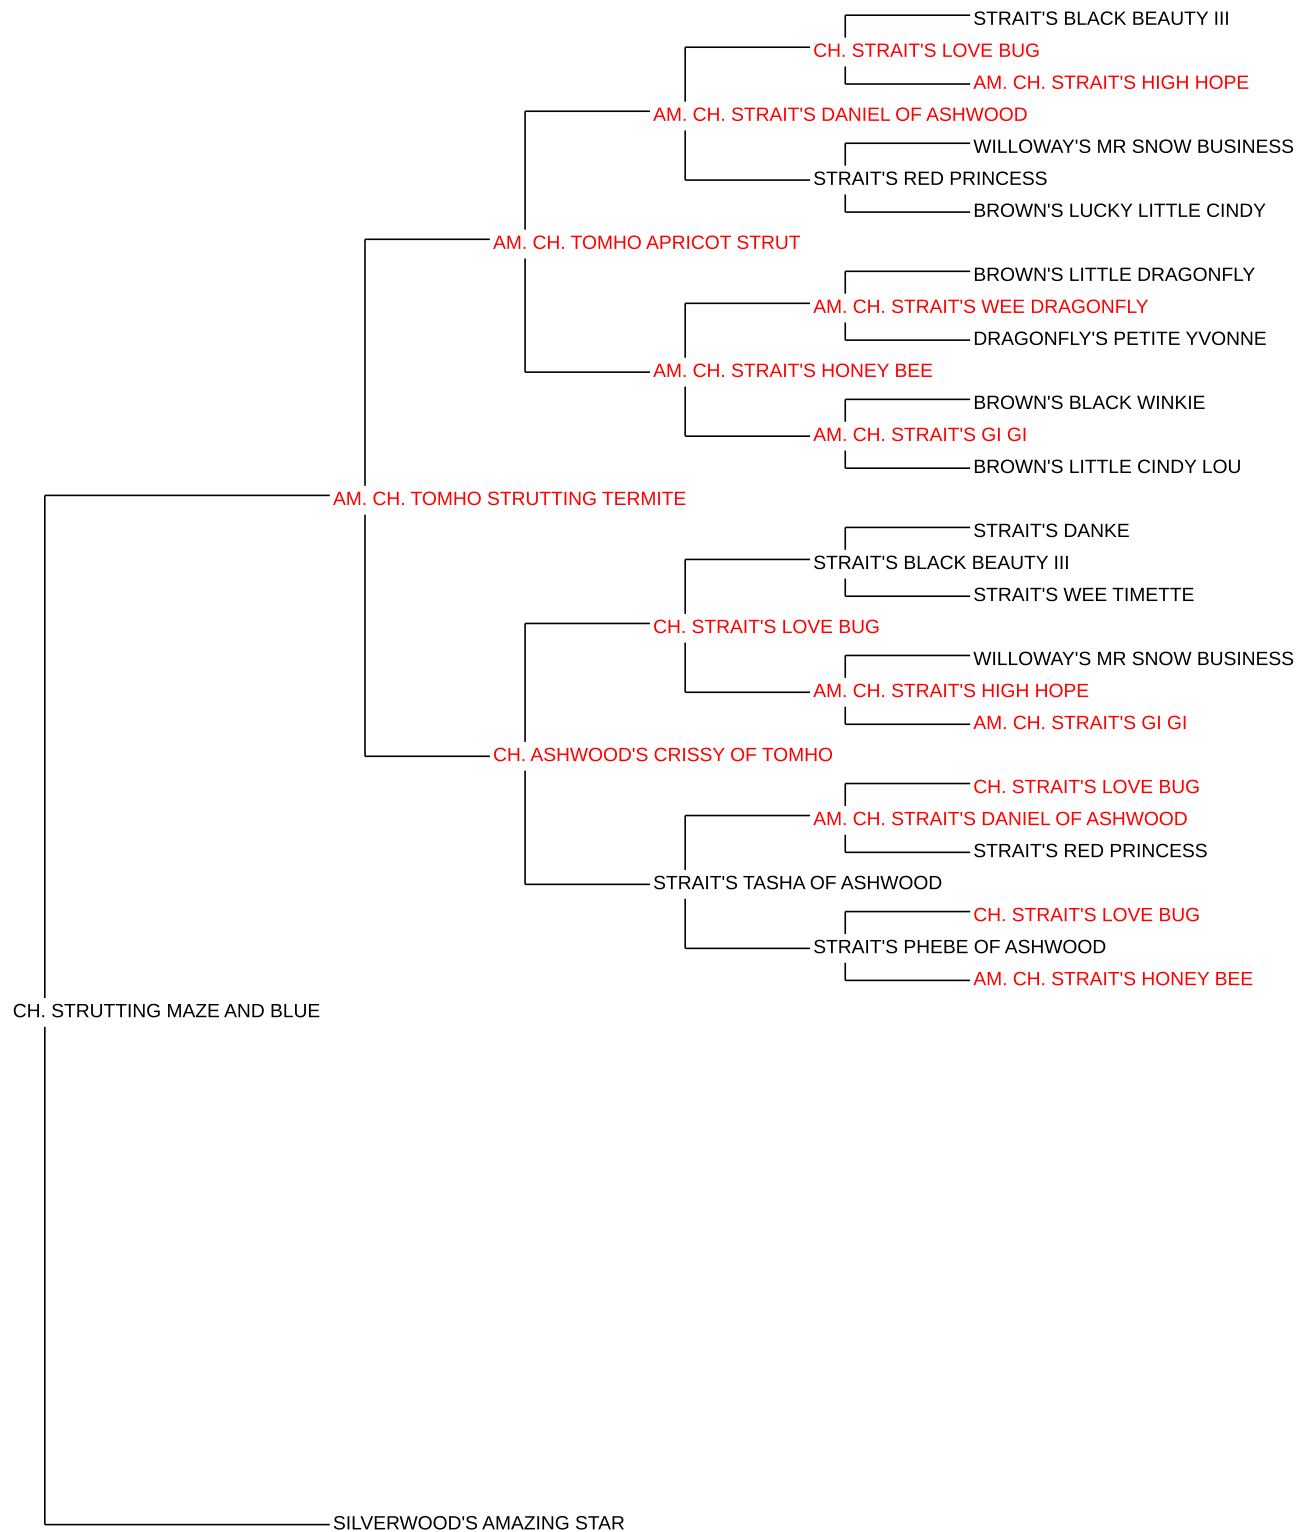 STRAIT'S BLACK BEAUTY III
CH. STRAIT'S LOVE BUG
AM. CH. STRAIT'S HIGH HOPE
AM. CH. STRAIT'S DANIEL OF ASHWOOD
WILLOWAY'S MR SNOW BUSINESS
STRAIT'S RED PRINCESS
BROWN'S LUCKY LITTLE CINDY
AM. CH. TOMHO APRICOT STRUT
BROWN'S LITTLE DRAGONFLY
AM. CH. STRAIT'S WEE DRAGONFLY
DRAGONFLY'S PETITE YVONNE
AM. CH. STRAIT'S HONEY BEE
BROWN'S BLACK WINKIE
AM. CH. STRAIT'S GI GI
BROWN'S LITTLE CINDY LOU
AM. CH. TOMHO STRUTTING TERMITE
STRAIT'S DANKE
STRAIT'S BLACK BEAUTY III
STRAIT'S WEE TIMETTE
CH. STRAIT'S LOVE BUG
WILLOWAY'S MR SNOW BUSINESS
AM. CH. STRAIT'S HIGH HOPE
AM. CH. STRAIT'S GI GI
CH. ASHWOOD'S CRISSY OF TOMHO
CH. STRAIT'S LOVE BUG
AM. CH. STRAIT'S DANIEL OF ASHWOOD
STRAIT'S RED PRINCESS
STRAIT'S TASHA OF ASHWOOD
CH. STRAIT'S LOVE BUG
STRAIT'S PHEBE OF ASHWOOD
AM. CH. STRAIT'S HONEY BEE
CH. STRUTTING MAZE AND BLUE
SILVERWOOD'S AMAZING STAR